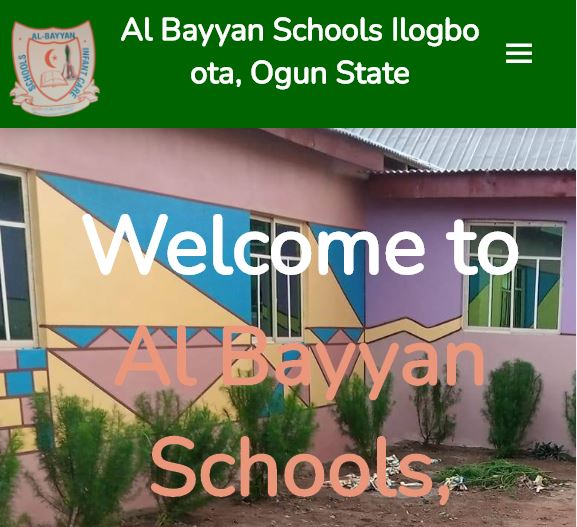 Al Bayyan Schools Ilogbo
ota, Ogun State
AL-BAYYAN
SCHOOLS
INFANT CARE
Welcome to
Al Bayyan
Schools,